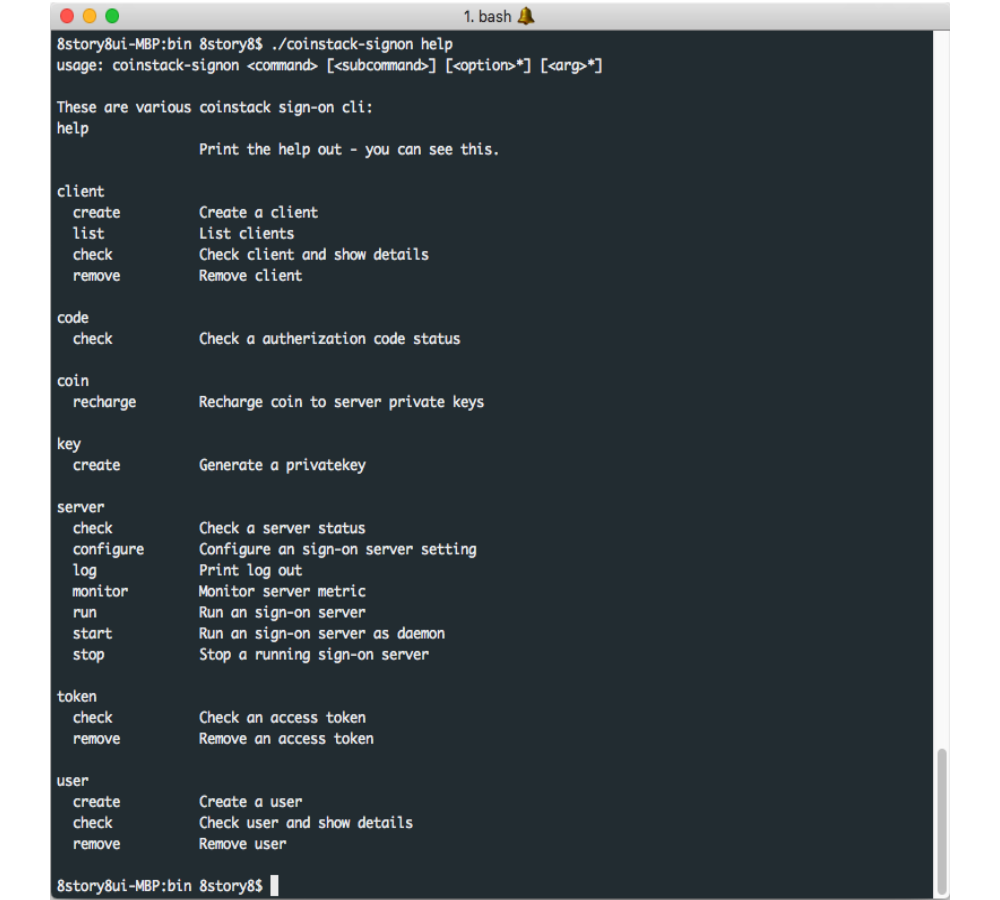 1. bash 🔔
8story8ui-MBP:bin 8story8$ ./coinstack-signon help
usage: coinstack-signon <command> [<subcommand>] [<option>*] [<arg>*]
These are various coinstack sign-on cli:
help
Print the help out - you can see this.
client
create Create a client
list List clients
check Check client and show details
remove Remove client
code
check Check a autherization code status
coin
recharge Recharge coin to server private keys
key
create Generate a privatekey
server
check Check a server status
configure Configure an sign-on server setting
log Print log out
monitor Monitor server metric
run Run an sign-on server
start Run an sign-on server as daemon
stop Stop a running sign-on server
token
check Check an access token
remove Remove an access token
user
create Create a user
check Check user and show details
remove Remove user
8story8ui-MBP:bin 8story8$